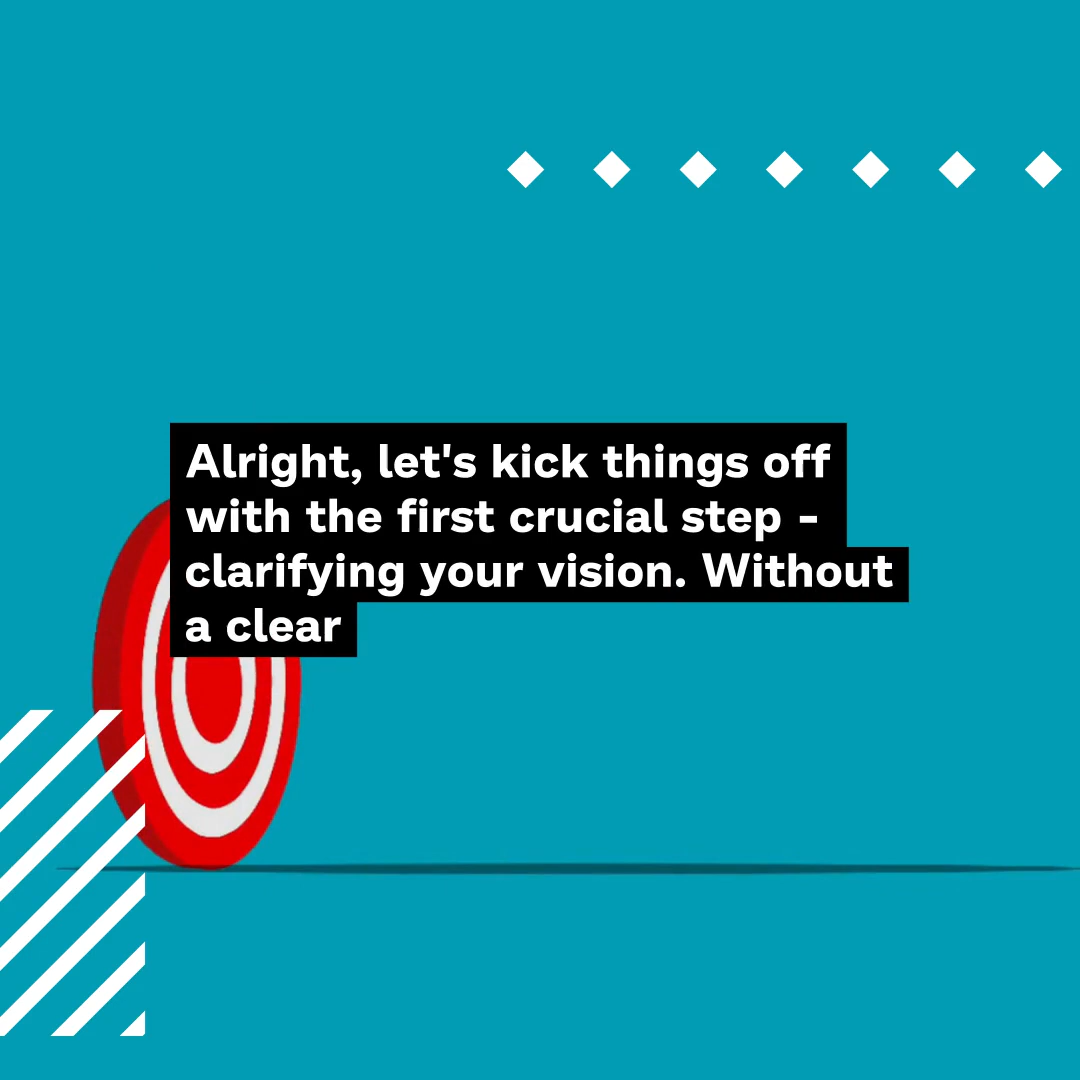 Alright, let's kick things off
with the first crucial step -
clarifying your vision. Without
a clear